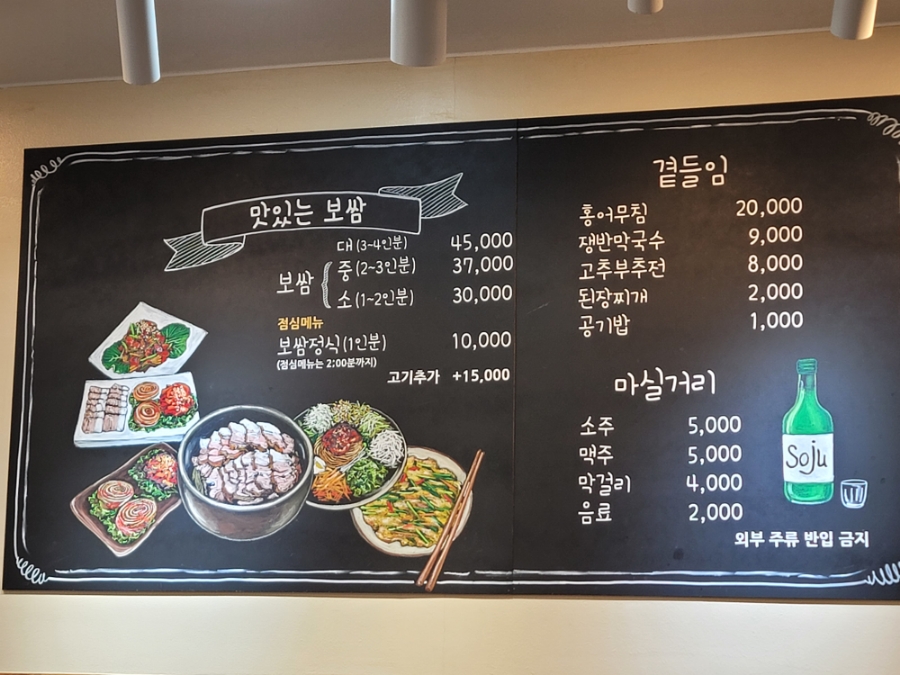 맛있는 보쌈
대 (3~4인분) 45,000
보쌈 중 (2~3인분) 37,000
소 (1~2인분) 30,000
점심메뉴
보쌈정식 (1인분) 10,000
(점심메뉴는 2:00분까지)
고기추가 +15,000
곁들임
홍어무침 20,000
쟁반막국수 9,000
고추부추전 8,000
된장찌개 2,000
공기밥 1,000
마실거리
소주 5,000
맥주 5,000
막걸리 4,000
음료 2,000
Soju
외부 주류 반입 금지